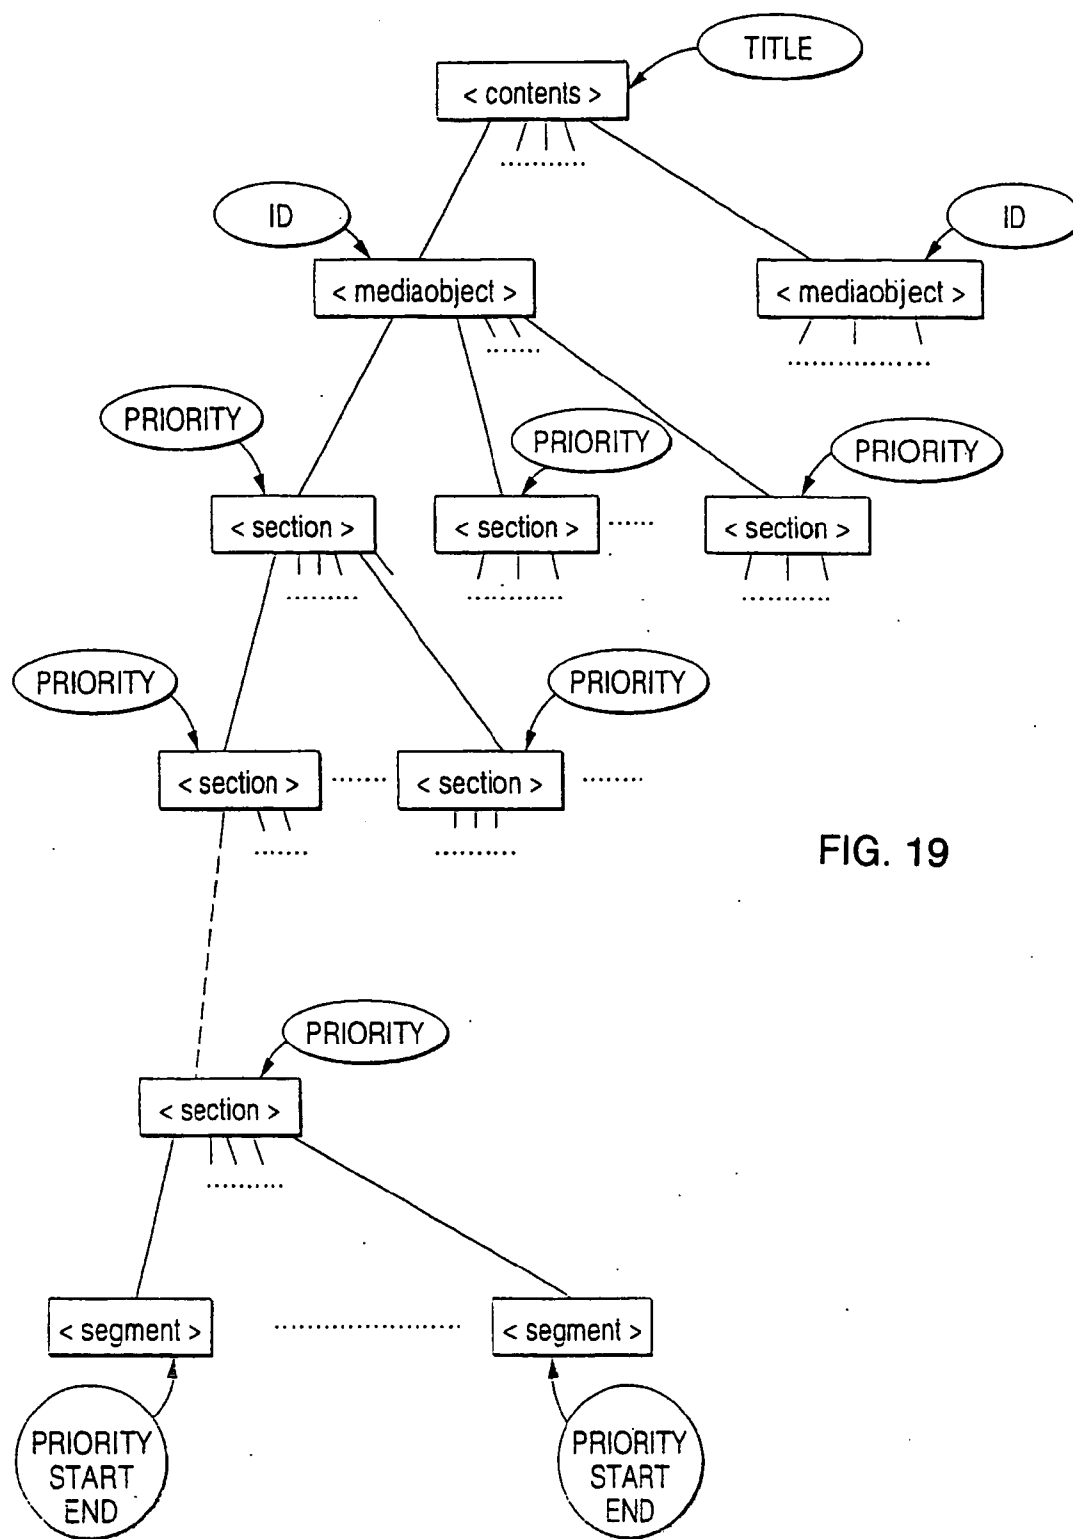 TITLE
< contents >
ID
ID
< mediaobject >
< mediaobject >
PRIORITY
PRIORITY
PRIORITY
< section >
< section >
< section >
PRIORITY
PRIORITY
< section >
< section >
FIG. 19
PRIORITY
< section >
< segment >
< segment >
PRIORITY
START
END
PRIORITY
START
END